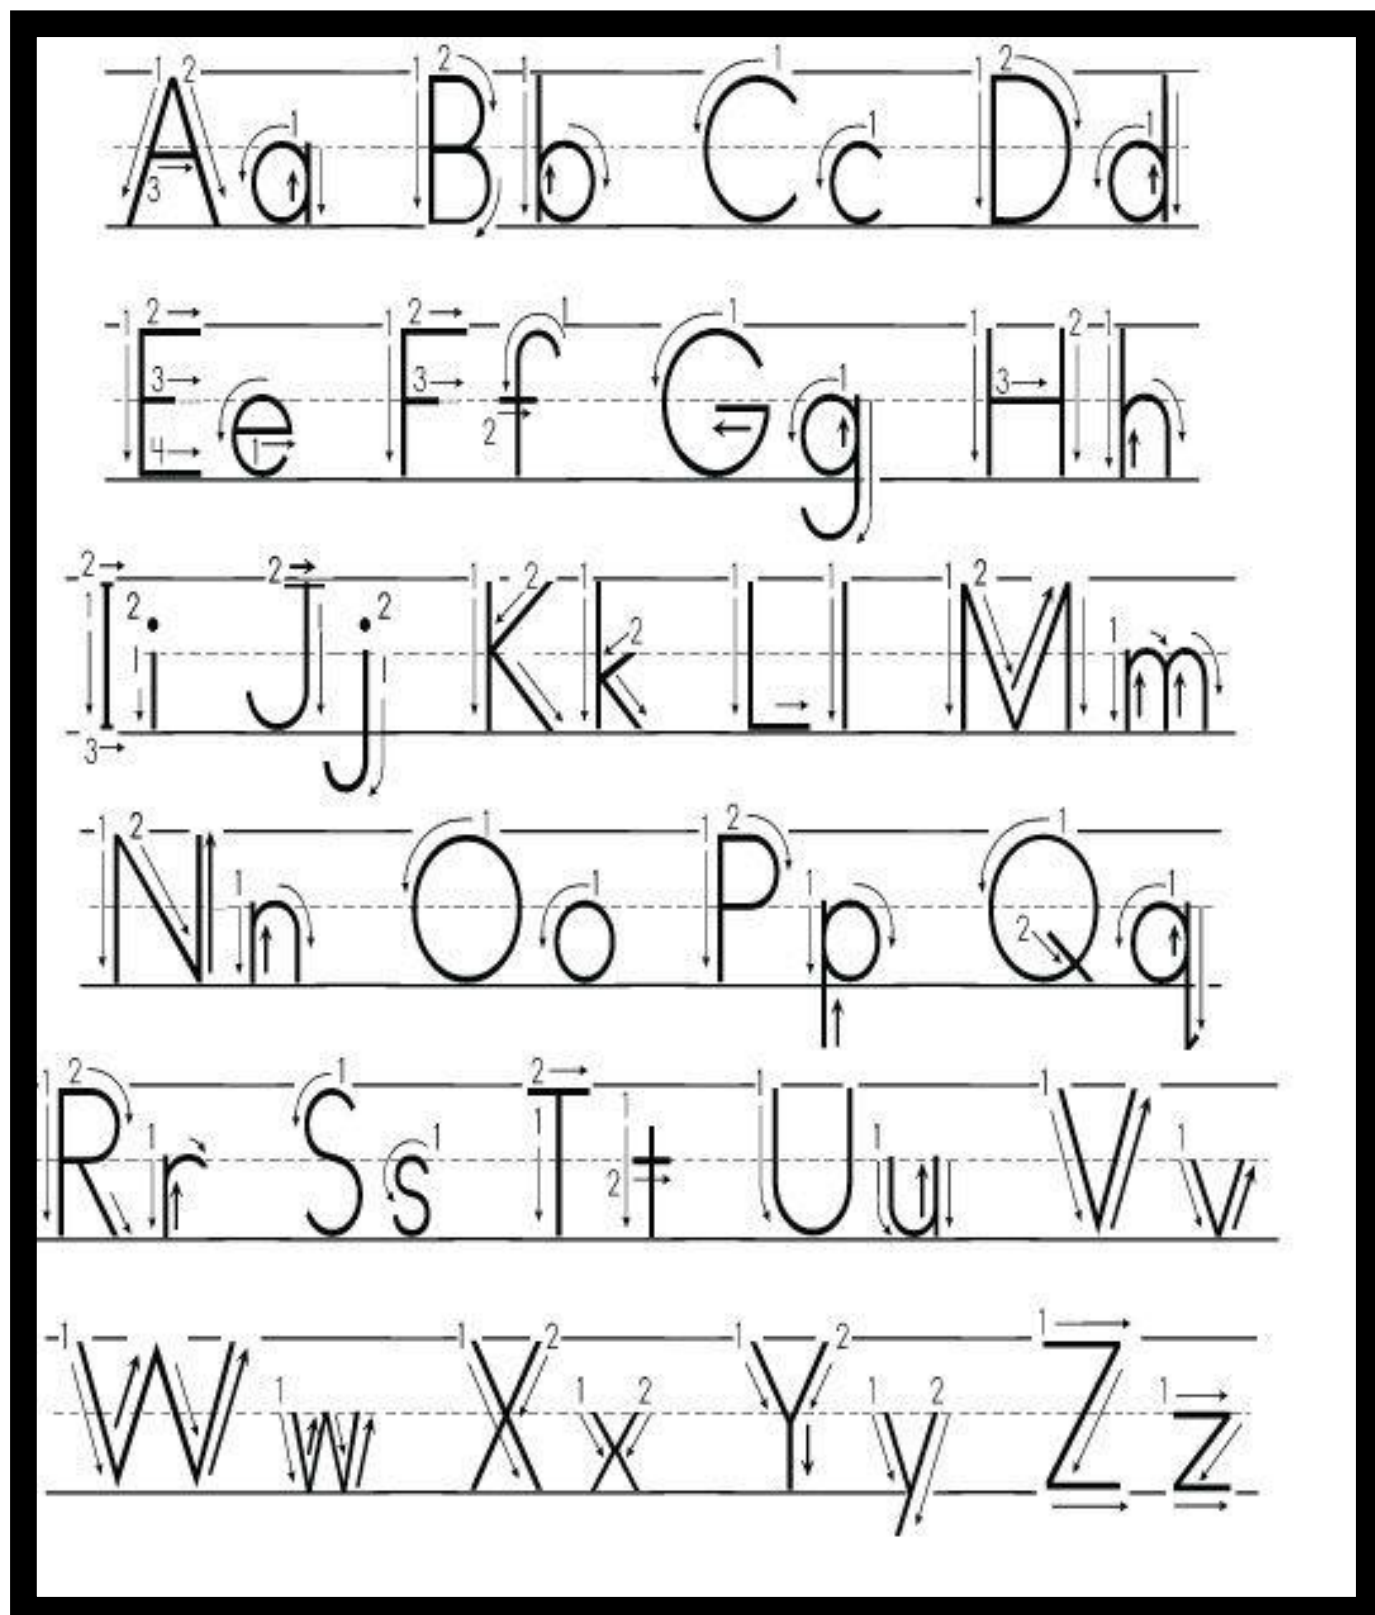 Aa Bb Cc Dd
Ee Ff Gg Hh
Ii Jj Kk Ll Mm
Nn Oo Pp Qq
Rr Ss Tt Uu Vv
Ww Xx Yy Zz